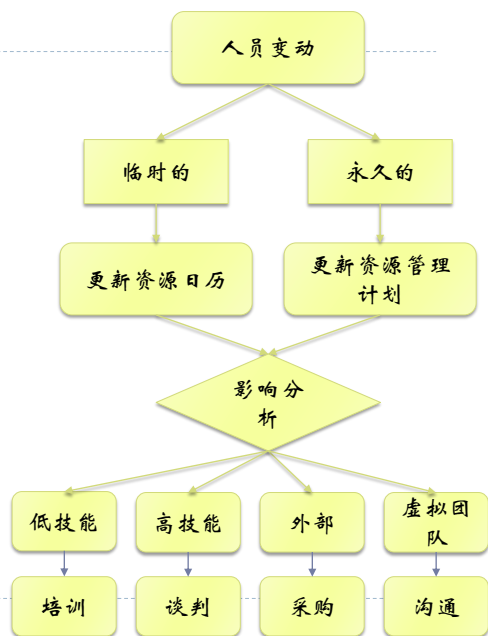 人员变动
临时的
永久的
更新资源日历
更新资源管理
计划
影响分
析
低技能
高技能
外部
虚拟团
队
培训
谈判
采购
沟通